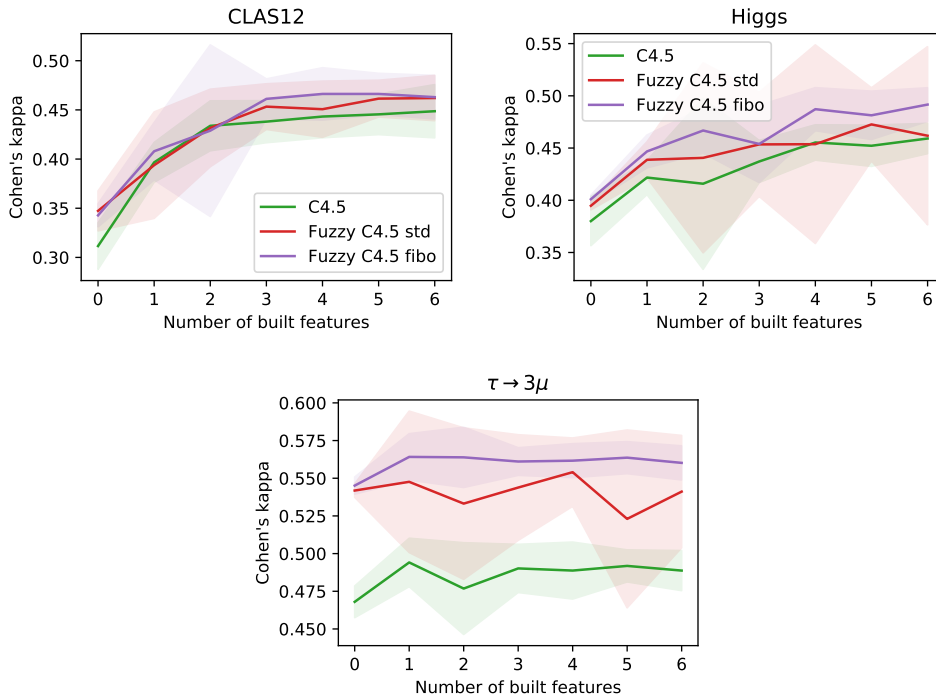 CLAS12
Cohen's kappa
0.50
0.45
0.40
0.35
0.30
C4.5
Fuzzy C4.5 std
Fuzzy C4.5 fibo
0 1 2 3 4 5 6
Number of built features
Higgs
Cohen's kappa
0.55
0.50
0.45
0.40
0.35
C4.5
Fuzzy C4.5 std
Fuzzy C4.5 fibo
0 1 2 3 4 5 6
Number of built features
τ → 3μ
Cohen's kappa
0.600
0.575
0.550
0.525
0.500
0.475
0.450
0 1 2 3 4 5 6
Number of built features